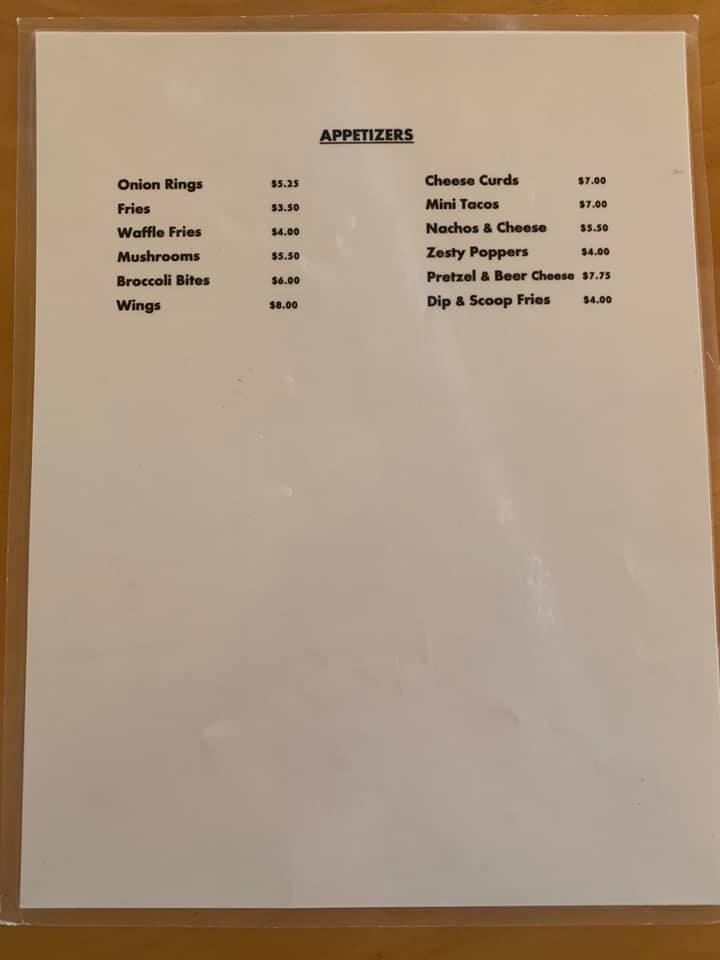 APPETIZERS
Onion Rings $5.25
Fries $3.50
Waffle Fries $4.00
Mushrooms $5.50
Broccoli Bites $6.00
Wings $8.00
Cheese Curds $7.00
Mini Tacos $7.00
Nachos & Cheese $5.50
Zesty Poppers $4.00
Pretzel & Beer Cheese $7.75
Dip & Scoop Fries $4.00